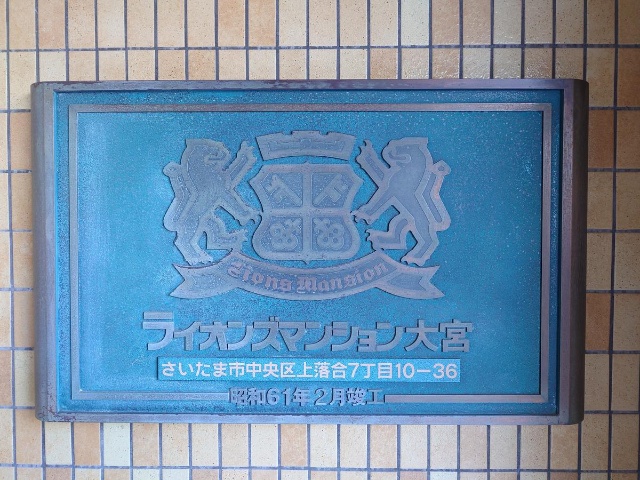 Lions Mansion
ライオンズマンション大宮
さいたま市中央区上落合7丁目10-36
昭和61年2月竣工